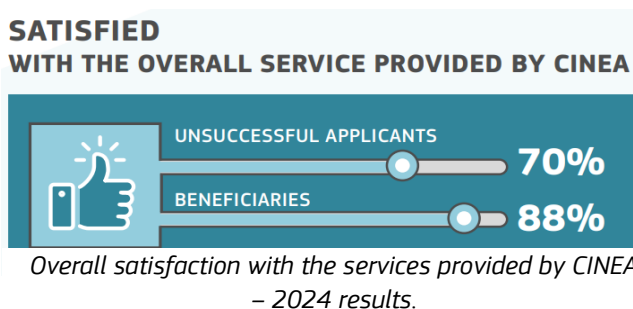 SATISFIED
WITH THE OVERALL SERVICE PROVIDED BY CINEA
UNSUCCESSFUL APPLICANTS
70%
BENEFICIARIES
88%
Overall satisfaction with the services provided by CINEA
– 2024 results.